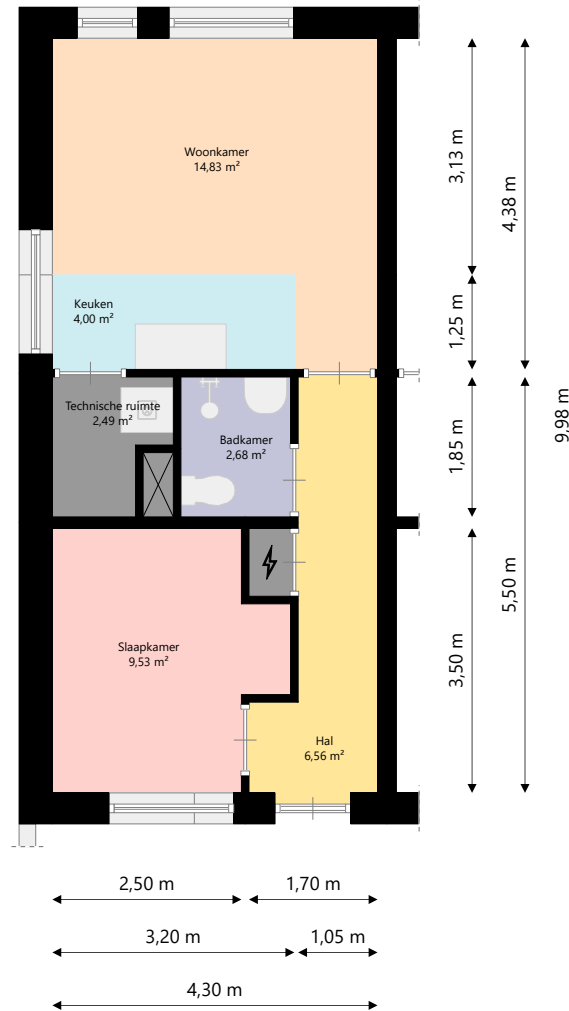 Woonkamer
14,83 m²
3,13 m
4,38 m
Keuken
4,00 m²
1,25 m
9,98 m
Technische ruimte
2,49 m²
Badkamer
2,68 m²
1,85 m
5,50 m
Slaapkamer
9,53 m²
3,50 m
Hal
6,56 m²
2,50 m
1,70 m
3,20 m
1,05 m
4,30 m